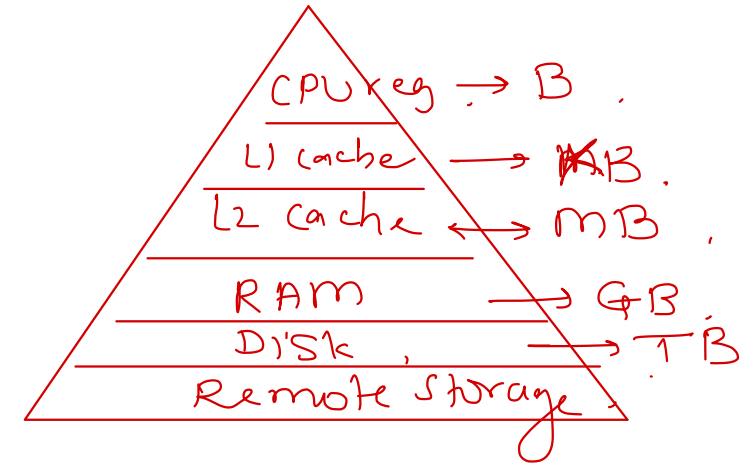 CPU reg → B
L1 cache → KB
L2 cache ↔ MB
RAM → GB
Disk → TB
Remote storage